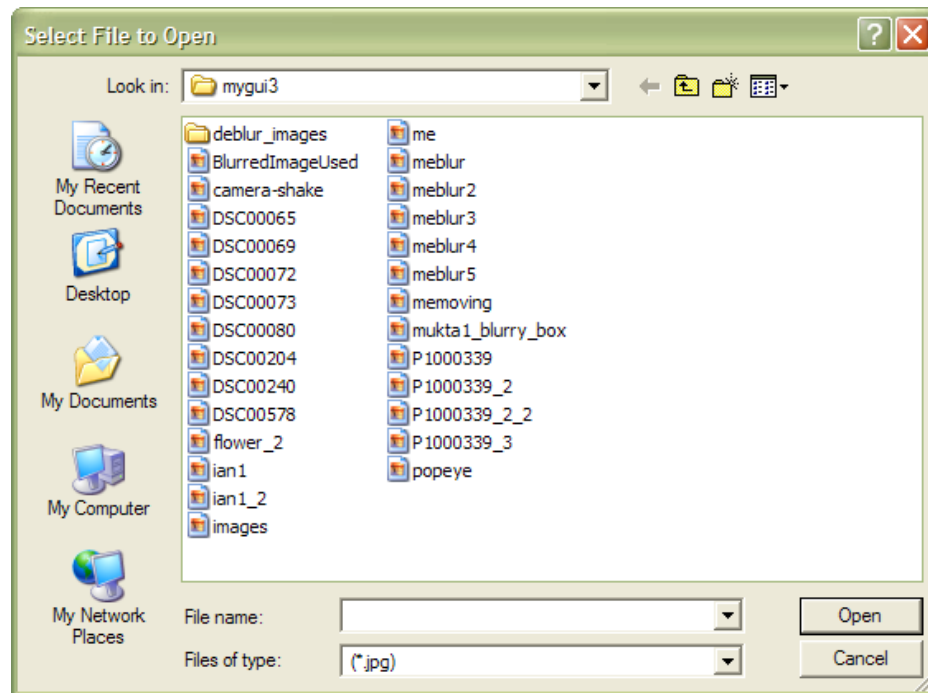 Select File to Open
Look in: mygui3
My Recent
Documents
Desktop
My Documents
My Computer
My Network
Places
deblur_images
BlurredImageUsed
camera-shake
DSC00065
DSC00069
DSC00072
DSC00073
DSC00080
DSC00204
DSC00240
DSC00578
flower_2
ian1
ian1_2
images
me
meblur
meblur2
meblur3
meblur4
meblur5
memoving
mukta1_blurry_box
P1000339
P1000339_2
P1000339_2_2
P1000339_3
popeye
File name:
Open
Files of type: (*.jpg)
Cancel